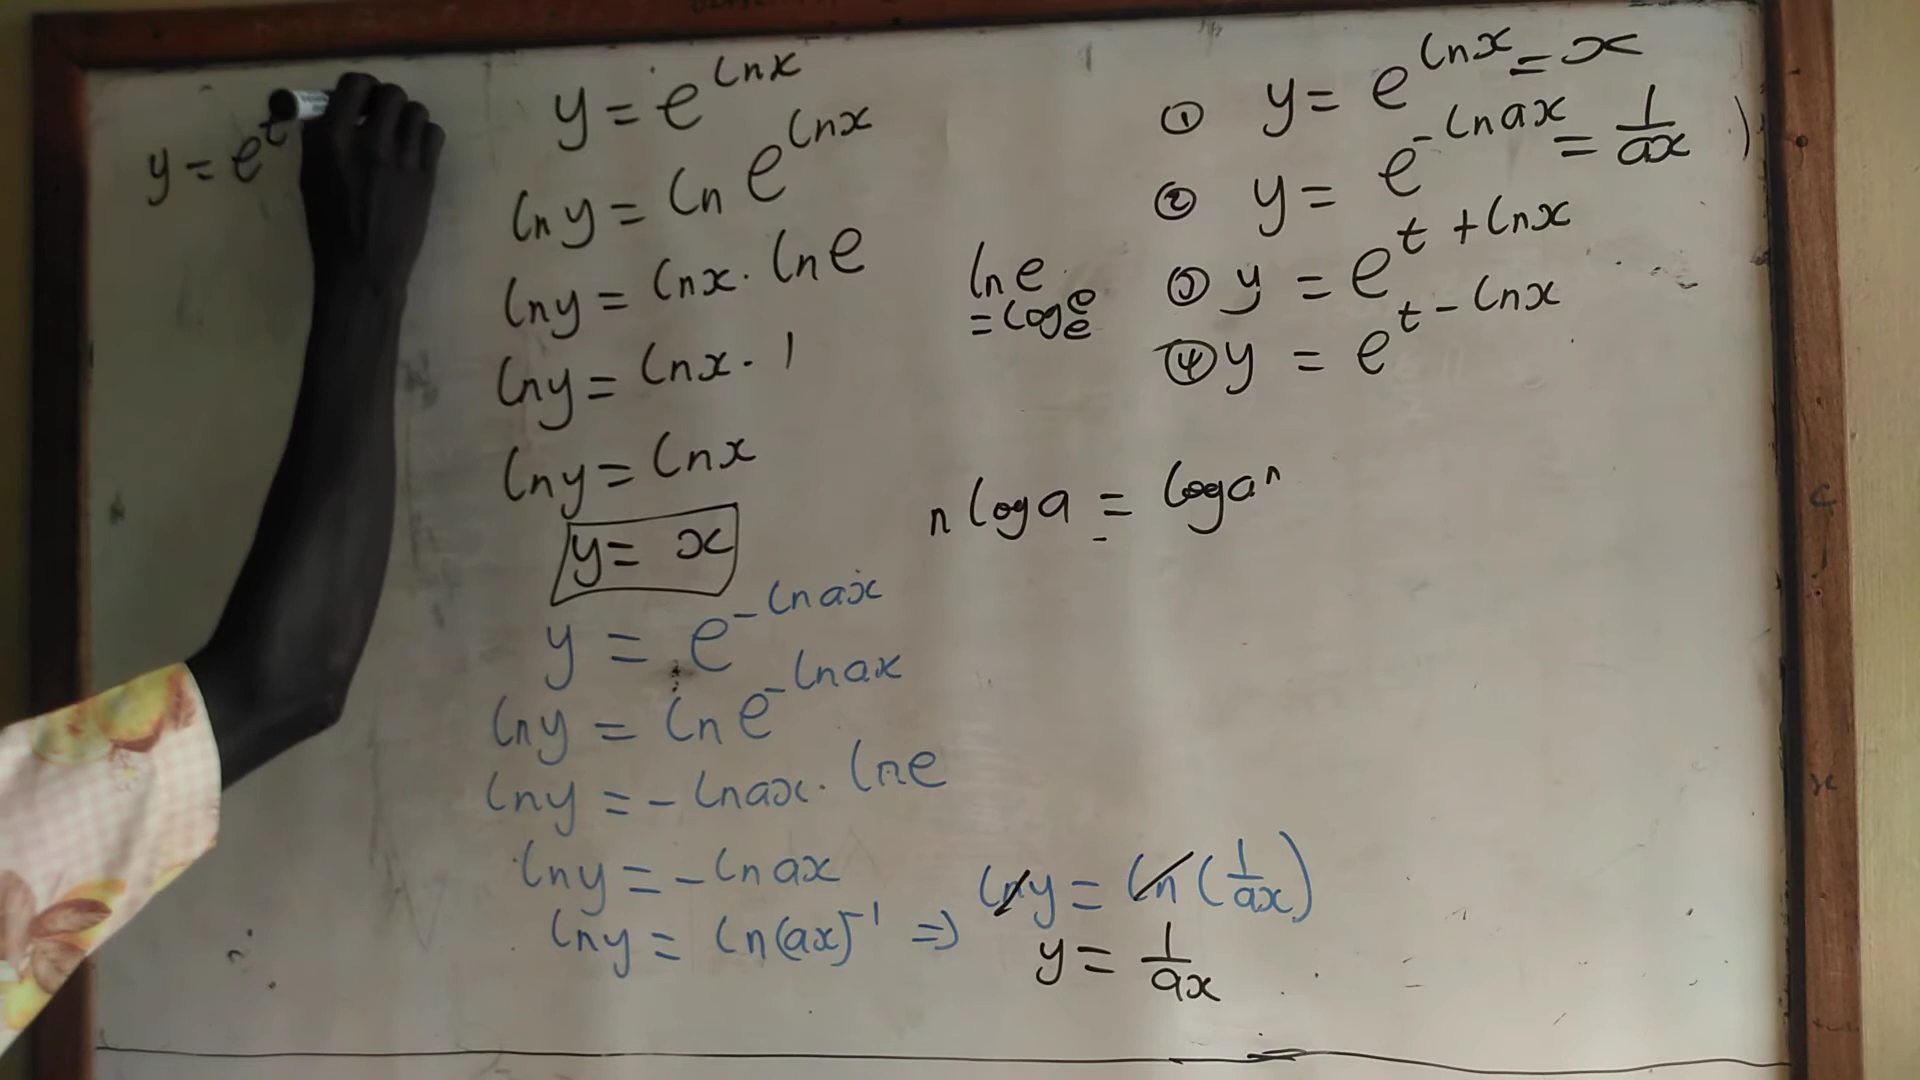 y = e^t
y = e^{lnx}
lny = ln e^{lnx}
lny = lnx · lne
lny = lnx · 1
lny = lnx
y = x
y = e^{-lnax}
lny = ln e^{-lnax}
lny = -lnax · lne
lny = -lnax
lny = ln(ax)^{-1} ⇒ lny = ln(1/ax)
y = 1/ax
① y = e^{lnx} = x
② y = e^{-lnax} = 1/ax )
③ y = e^{t + lnx}
④ y = e^{t - lnx}
lne
= log_e e
n log a = log a^n